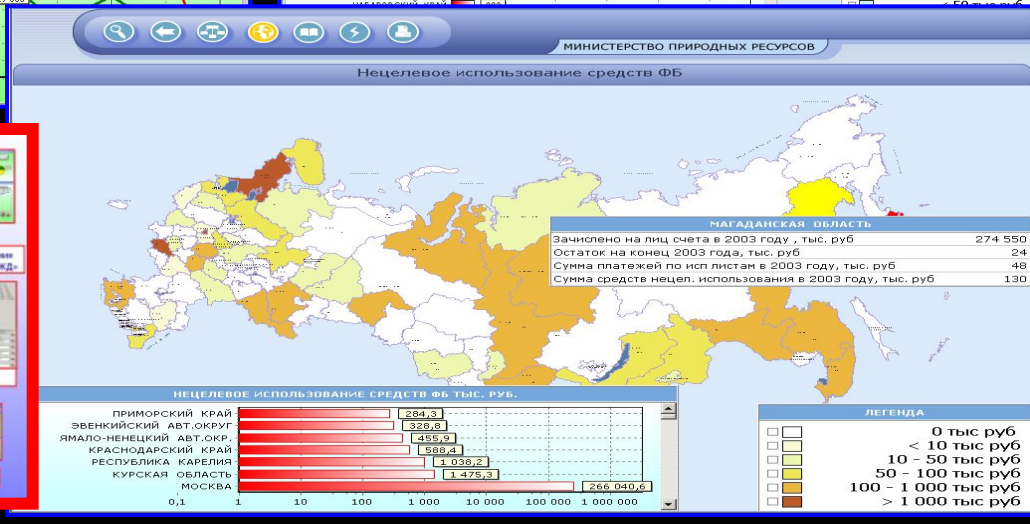 МИНИСТЕРСТВО ПРИРОДНЫХ РЕСУРСОВ
Нецелевое использование средств ФБ
МАГАДАНСКАЯ ОБЛАСТЬ
Зачислено на лиц счета в 2003 году , тыс. руб 274 550
Остаток на конец 2003 года, тыс. руб 24
Сумма платежей по исп листам в 2003 году, тыс. руб 48
Сумма средств нецел. использования в 2003 году, тыс. руб 130
НЕЦЕЛЕВОЕ ИСПОЛЬЗОВАНИЕ СРЕДСТВ ФБ ТЫС. РУБ.
ПРИМОРСКИЙ КРАЙ 284,3
ЭВЕНКИЙСКИЙ АВТ.ОКРУГ 328,8
ЯМАЛО-НЕНЕЦКИЙ АВТ.ОКР. 455,9
КРАСНОДАРСКИЙ КРАЙ 588,4
РЕСПУБЛИКА КАРЕЛИЯ 1 038,2
КУРСКАЯ ОБЛАСТЬ 1 475,3
МОСКВА 266 040,6
0,1 1 10 100 1 000 10 000 100 000 1 000 000
ЛЕГЕНДА
0 тыс руб
< 10 тыс руб
10 - 50 тыс руб
50 - 100 тыс руб
100 - 1 000 тыс руб
> 1 000 тыс руб